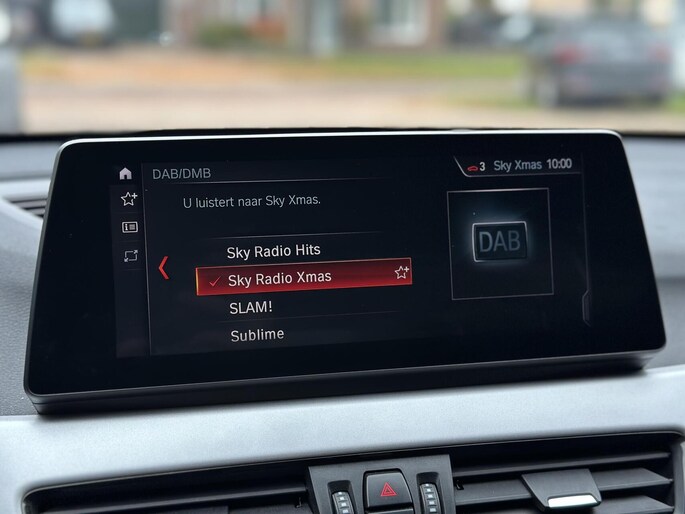 DAB/DMB
3 Sky Xmas 10:00
U luistert naar Sky Xmas.
DAB
Sky Radio Hits
Sky Radio Xmas
SLAM!
Sublime